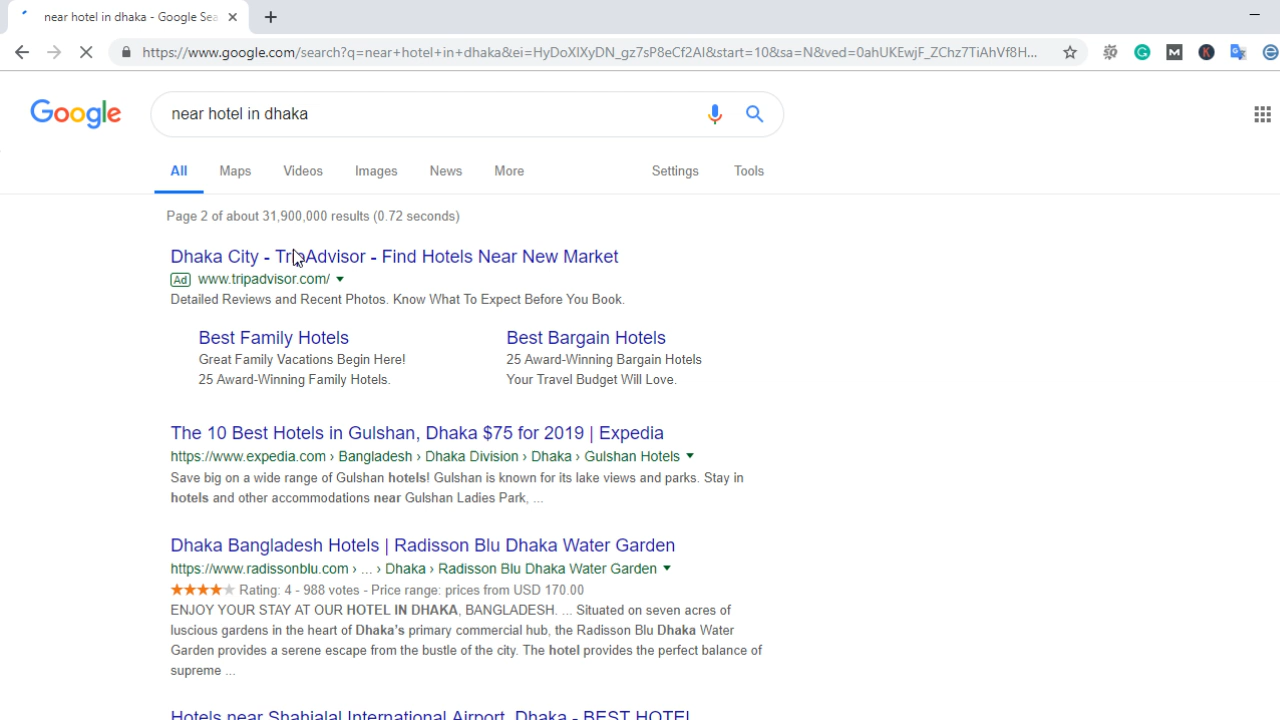 near hotel in dhaka - Google Sea
https://www.google.com/search?q=near+hotel+in+dhaka&ei=HyDoXIXyDN_gz7sP8eCf2AI&start=10&sa=N&ved=0ahUKEwjF_ZChz7TiAhVf8H...
Google
near hotel in dhaka
All Maps Videos Images News More Settings Tools
Page 2 of about 31,900,000 results (0.72 seconds)
Dhaka City - TripAdvisor - Find Hotels Near New Market
Ad www.tripadvisor.com/
Detailed Reviews and Recent Photos. Know What To Expect Before You Book.
Best Family Hotels
Great Family Vacations Begin Here!
25 Award-Winning Family Hotels.
Best Bargain Hotels
25 Award-Winning Bargain Hotels
Your Travel Budget Will Love.
The 10 Best Hotels in Gulshan, Dhaka $75 for 2019 | Expedia
https://www.expedia.com › Bangladesh › Dhaka Division › Dhaka › Gulshan Hotels
Save big on a wide range of Gulshan hotels! Gulshan is known for its lake views and parks. Stay in
hotels and other accommodations near Gulshan Ladies Park, ...
Dhaka Bangladesh Hotels | Radisson Blu Dhaka Water Garden
https://www.radissonblu.com › ... › Dhaka › Radisson Blu Dhaka Water Garden
Rating: 4 - 988 votes - Price range: prices from USD 170.00
ENJOY YOUR STAY AT OUR HOTEL IN DHAKA, BANGLADESH. ... Situated on seven acres of
luscious gardens in the heart of Dhaka's primary commercial hub, the Radisson Blu Dhaka Water
Garden provides a serene escape from the bustle of the city. The hotel provides the perfect balance of
supreme ...
Hotels near Shahjalal International Airport, Dhaka - BEST HOTEL